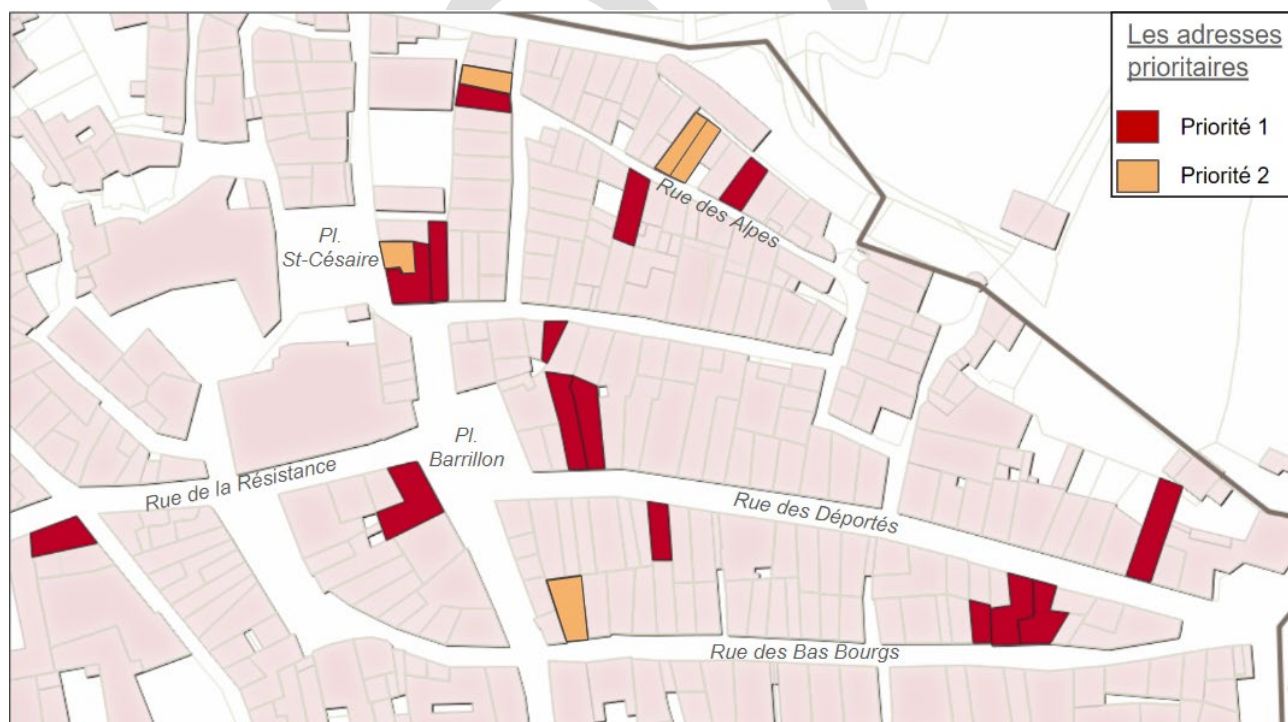 Les adresses
prioritaires
Priorité 1
Priorité 2
Rue des Alpes
Pl.
St-Césaire
Pl.
Barrillon
Rue de la Résistance
Rue des Déportés
Rue des Bas Bourgs